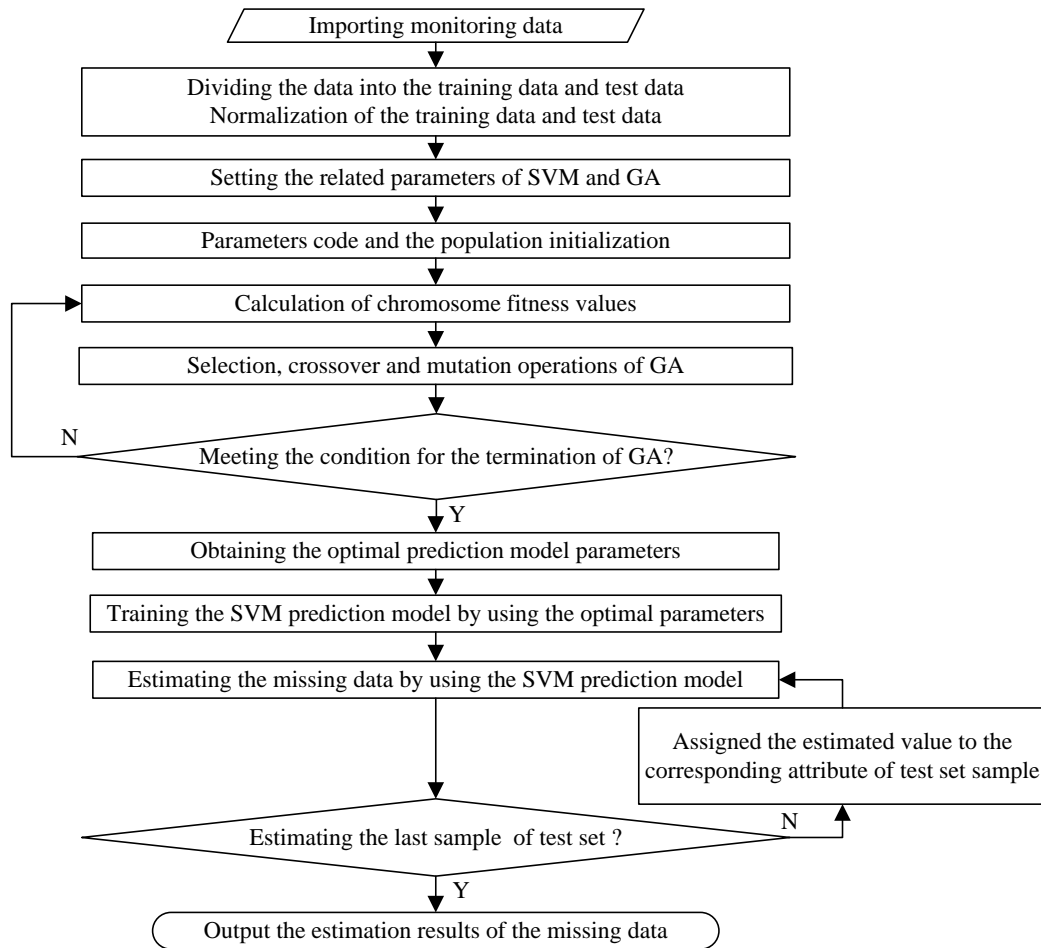 Importing monitoring data
Dividing the data into the training data and test data
Normalization of the training data and test data
Setting the related parameters of SVM and GA
Parameters code and the population initialization
Calculation of chromosome fitness values
Selection, crossover and mutation operations of GA
N
Meeting the condition for the termination of GA?
Y
Obtaining the optimal prediction model parameters
Training the SVM prediction model by using the optimal parameters
Estimating the missing data by using the SVM prediction model
Assigned the estimated value to the
corresponding attribute of test set sample
N
Estimating the last sample of test set ?
Y
Output the estimation results of the missing data